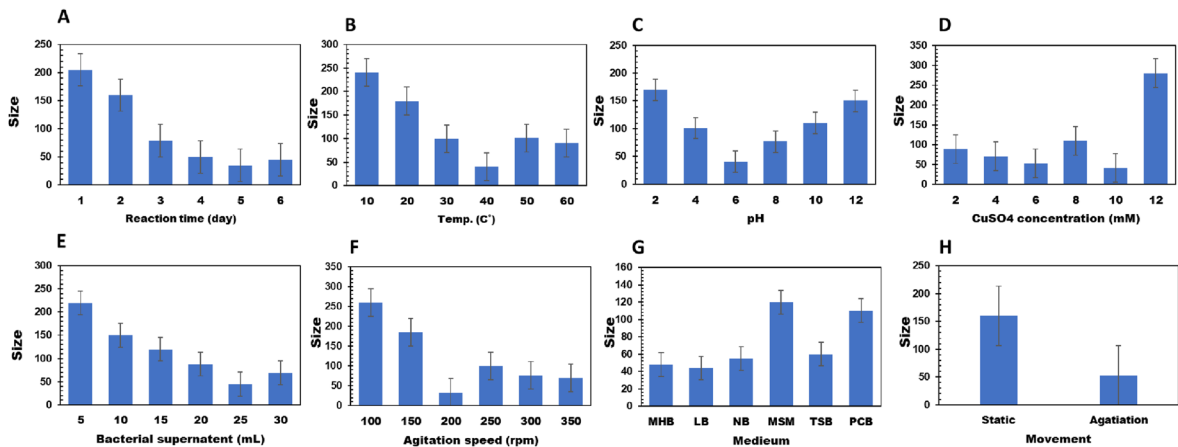 A
Size
250
200
150
100
50
0
1 2 3 4 5 6
Reaction time (day)
B
Size
300
250
200
150
100
50
0
10 20 30 40 50 60
Temp. (C°)
C
Size
250
200
150
100
50
0
2 4 6 8 10 12
pH
D
Size
350
300
250
200
150
100
50
0
2 4 6 8 10 12
CuSO4 concentration (mM)
E
Size
300
250
200
150
100
50
0
5 10 15 20 25 30
Bacterial supernatent (mL)
F
Size
350
300
250
200
150
100
50
0
100 150 200 250 300 350
Agitation speed (rpm)
G
Size
160
140
120
100
80
60
40
20
0
MHB LB NB MSM TSB PCB
Medieum
H
Size
250
200
150
100
50
0
Static Agatiation
Movement